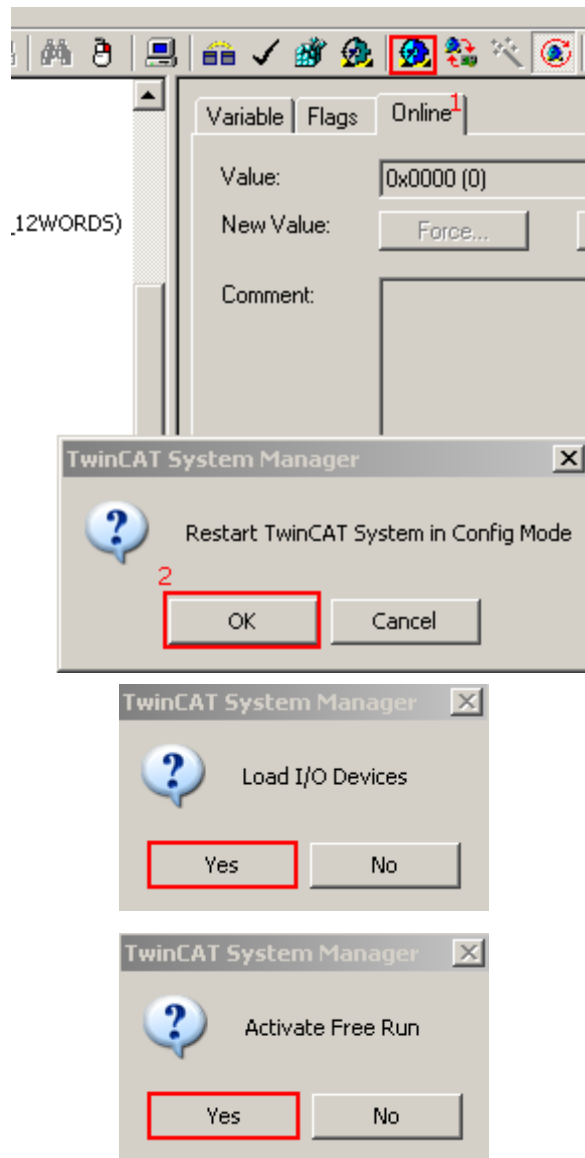 Variable Flags Online 1
Value: 0x0000 (0)
_12WORDS)
New Value: Force...
Comment:
TwinCAT System Manager
Restart TwinCAT System in Config Mode
2
OK Cancel
TwinCAT System Manager
Load I/O Devices
Yes No
TwinCAT System Manager
Activate Free Run
Yes No